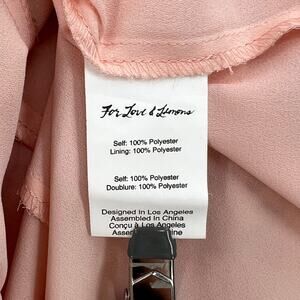 For Love & Lemons
Self: 100% Polyester
Lining: 100% Polyester
Self: 100% Polyester
Doublure: 100% Polyester
Designed in Los Angeles
Assembled in China
Conçu à Los Angeles